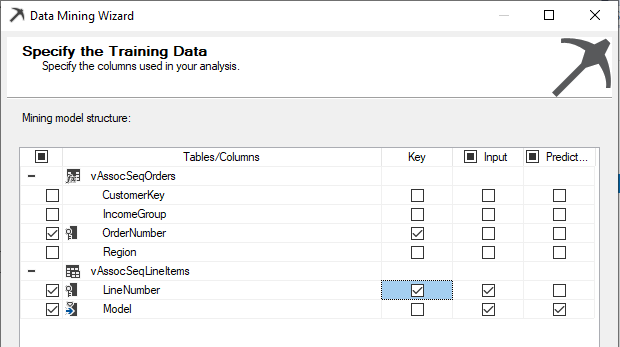 Data Mining Wizard
Specify the Training Data
Specify the columns used in your analysis.
Mining model structure:
Tables/Columns Key Input Predict...
vAssocSeqOrders
CustomerKey
IncomeGroup
OrderNumber
Region
vAssocSeqLineItems
LineNumber
Model